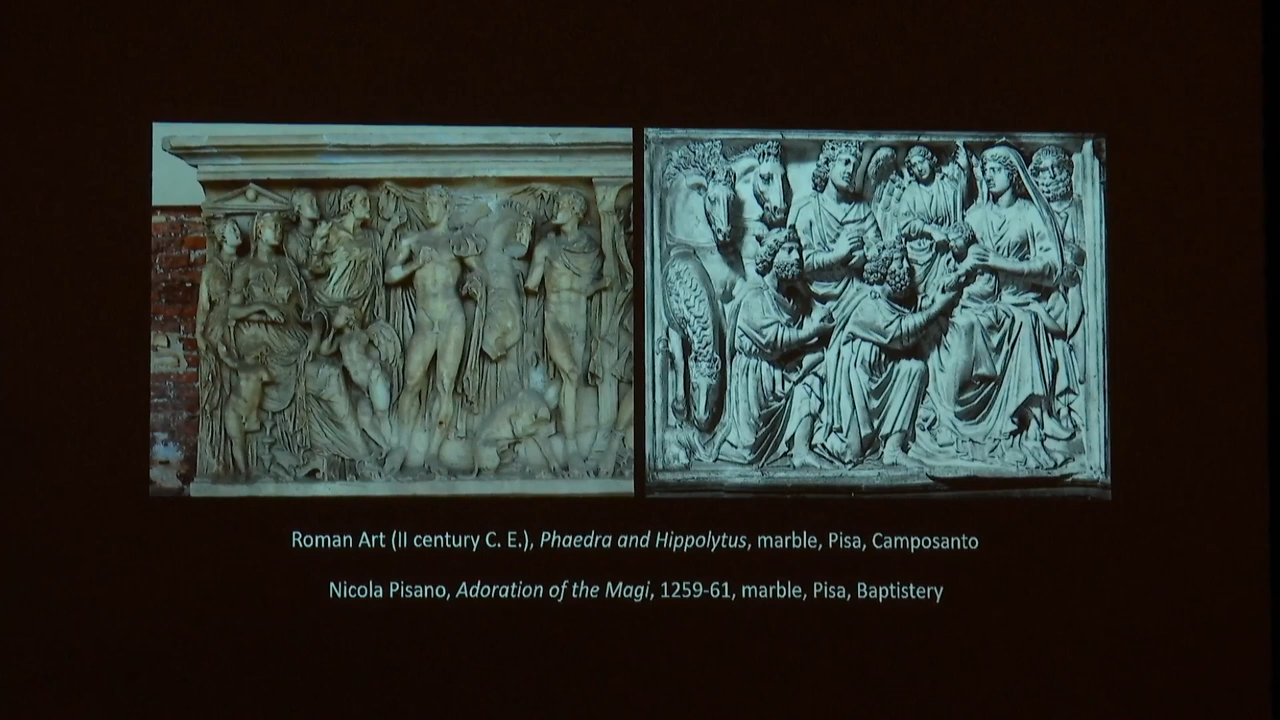 Roman Art (II century C. E.), Phaedra and Hippolytus, marble, Pisa, Camposanto
Nicola Pisano, Adoration of the Magi, 1259-61, marble, Pisa, Baptistery